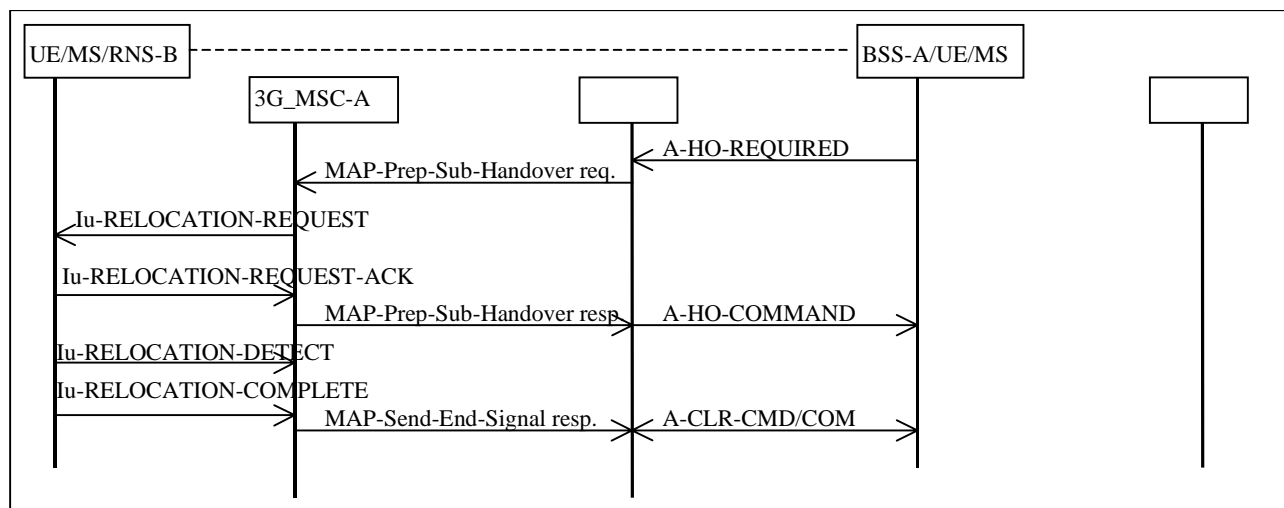 UE/MS/RNS-B
BSS-A/UE/MS
3G_MSC-A
A-HO-REQUIRED
MAP-Prep-Sub-Handover req.
Iu-RELOCATION-REQUEST
Iu-RELOCATION-REQUEST-ACK
MAP-Prep-Sub-Handover resp
A-HO-COMMAND
Iu-RELOCATION-DETECT
Iu-RELOCATION-COMPLETE
MAP-Send-End-Signal resp.
A-CLR-CMD/COM